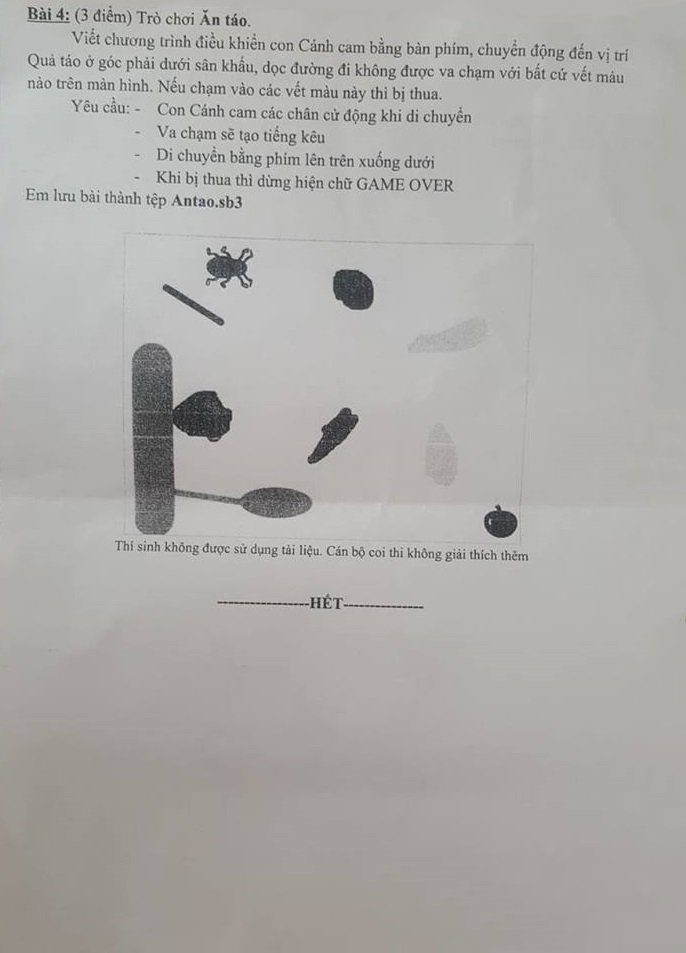 Bài 4: (3 điểm) Trò chơi Ăn táo.
Viết chương trình điều khiển con Cánh cam bằng bàn phím, chuyển động đến vị trí
Quả táo ở góc phải dưới sân khấu, dọc đường đi không được va chạm với bất cứ vết màu
nào trên màn hình. Nếu chạm vào các vết màu này thì bị thua.
Yêu cầu: - Con Cánh cam các chân cử động khi di chuyển
- Va chạm sẽ tạo tiếng kêu
- Di chuyển bằng phím lên trên xuống dưới
- Khi bị thua thì dừng hiện chữ GAME OVER
Em lưu bài thành tệp Antao.sb3
Thí sinh không được sử dụng tài liệu. Cán bộ coi thi không giải thích thêm
-----------------HẾT---------------